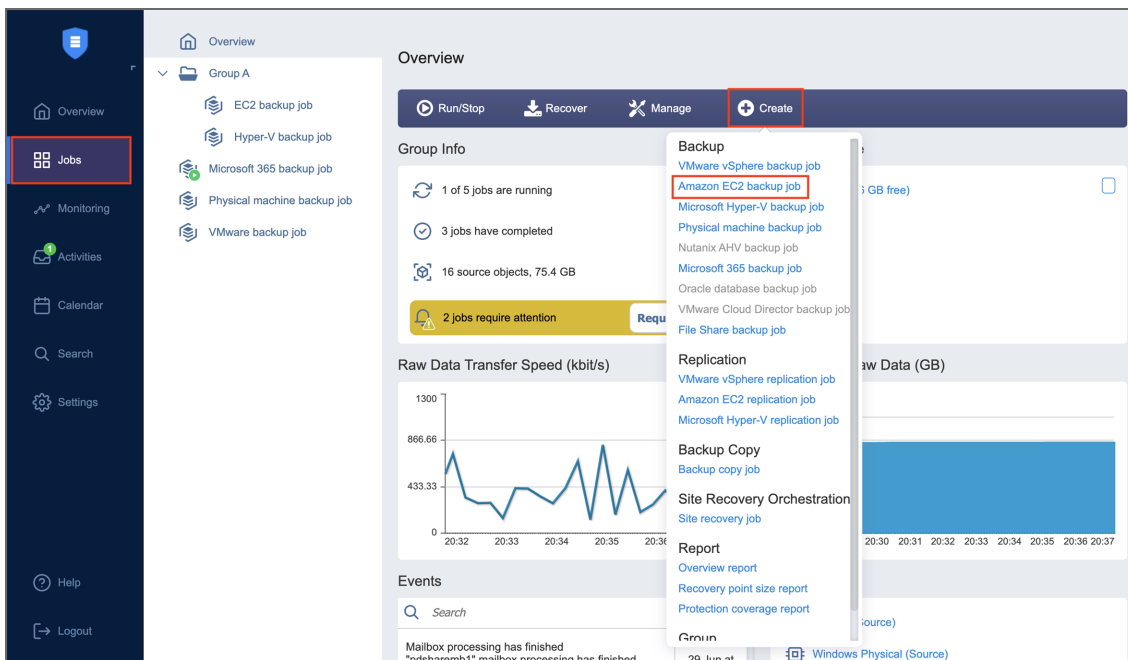 Overview
Jobs
Monitoring
1
Activities
Calendar
Search
Settings
Help
Logout
Overview
Group A
EC2 backup job
Hyper-V backup job
Microsoft 365 backup job
Physical machine backup job
VMware backup job
Overview
Run/Stop
Recover
Manage
Create
Group Info
1 of 5 jobs are running
3 jobs have completed
16 source objects, 75.4 GB
2 jobs require attention
Raw Data Transfer Speed (kbit/s)
1300
866.66
433.33
0
20:32 20:33 20:34 20:35
Events
Search
Mailbox processing has finished
mailbox processing has finished
29 Jun at
Backup
VMware vSphere backup job
Amazon EC2 backup job
Microsoft Hyper-V backup job
Physical machine backup job
Nutanix AHV backup job
Microsoft 365 backup job
Oracle database backup job
VMware Cloud Director backup job
File Share backup job
Replication
VMware vSphere replication job
Amazon EC2 replication job
Microsoft Hyper-V replication job
Backup Copy
Backup copy job
Site Recovery Orchestration
Site recovery job
Report
Overview report
Recovery point size report
Protection coverage report
Group
GB free)
Data (GB)
20:30 20:31 20:32 20:33 20:34 20:35 20:36 20:37
Windows Physical (Source)